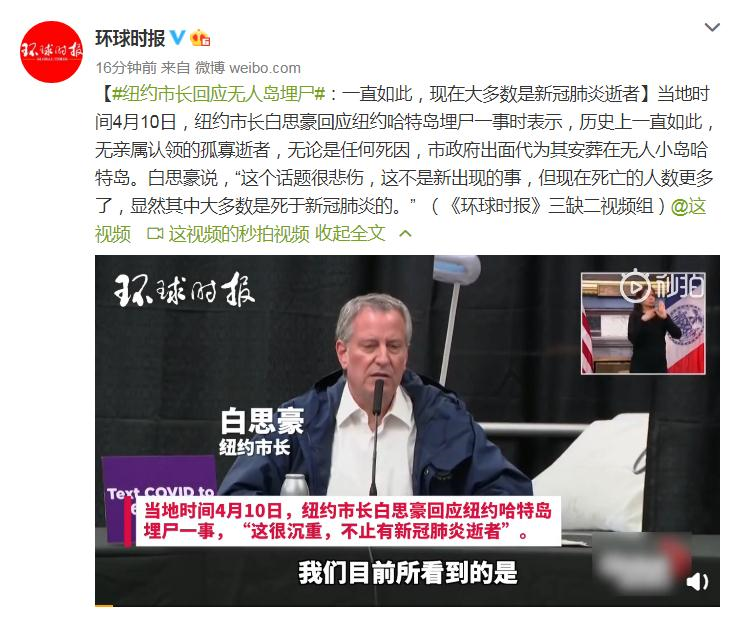 环球时报
环球时报
GLOBAL TIMES
16分钟前 来自 微博 weibo.com
【#纽约市长回应无人岛埋尸#：一直如此，现在大多数是新冠肺炎逝者】当地时
间4月10日，纽约市长白思豪回应纽约哈特岛埋尸一事时表示，历史上一直如此，
无亲属认领的孤寡逝者，无论是任何死因，市政府出面代为其安葬在无人小岛哈
特岛。白思豪说，“这个话题很悲伤，这不是新出现的事，但现在死亡的人数更多
了，显然其中大多数是死于新冠肺炎的。”（《环球时报》三缺二视频组）@这
视频 这视频的秒拍视频 收起全文
环球时报
秒拍
白思豪
纽约市长
Text COVID to
当地时间4月10日，纽约市长白思豪回应纽约哈特岛
埋尸一事，“这很沉重，不止有新冠肺炎逝者”。
我们目前所看到的是